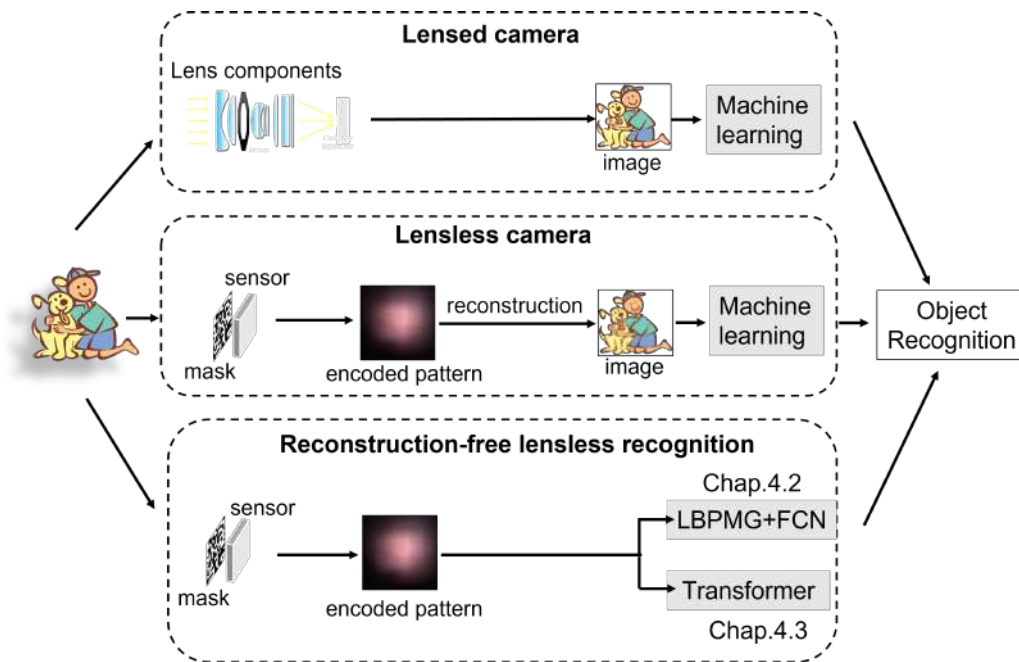 Lensed camera
Lens components
image
Machine
learning
Lensless camera
sensor
mask
encoded pattern
reconstruction
image
Machine
learning
Object
Recognition
Reconstruction-free lensless recognition
sensor
mask
encoded pattern
Chap.4.2
LBPMG+FCN
Transformer
Chap.4.3